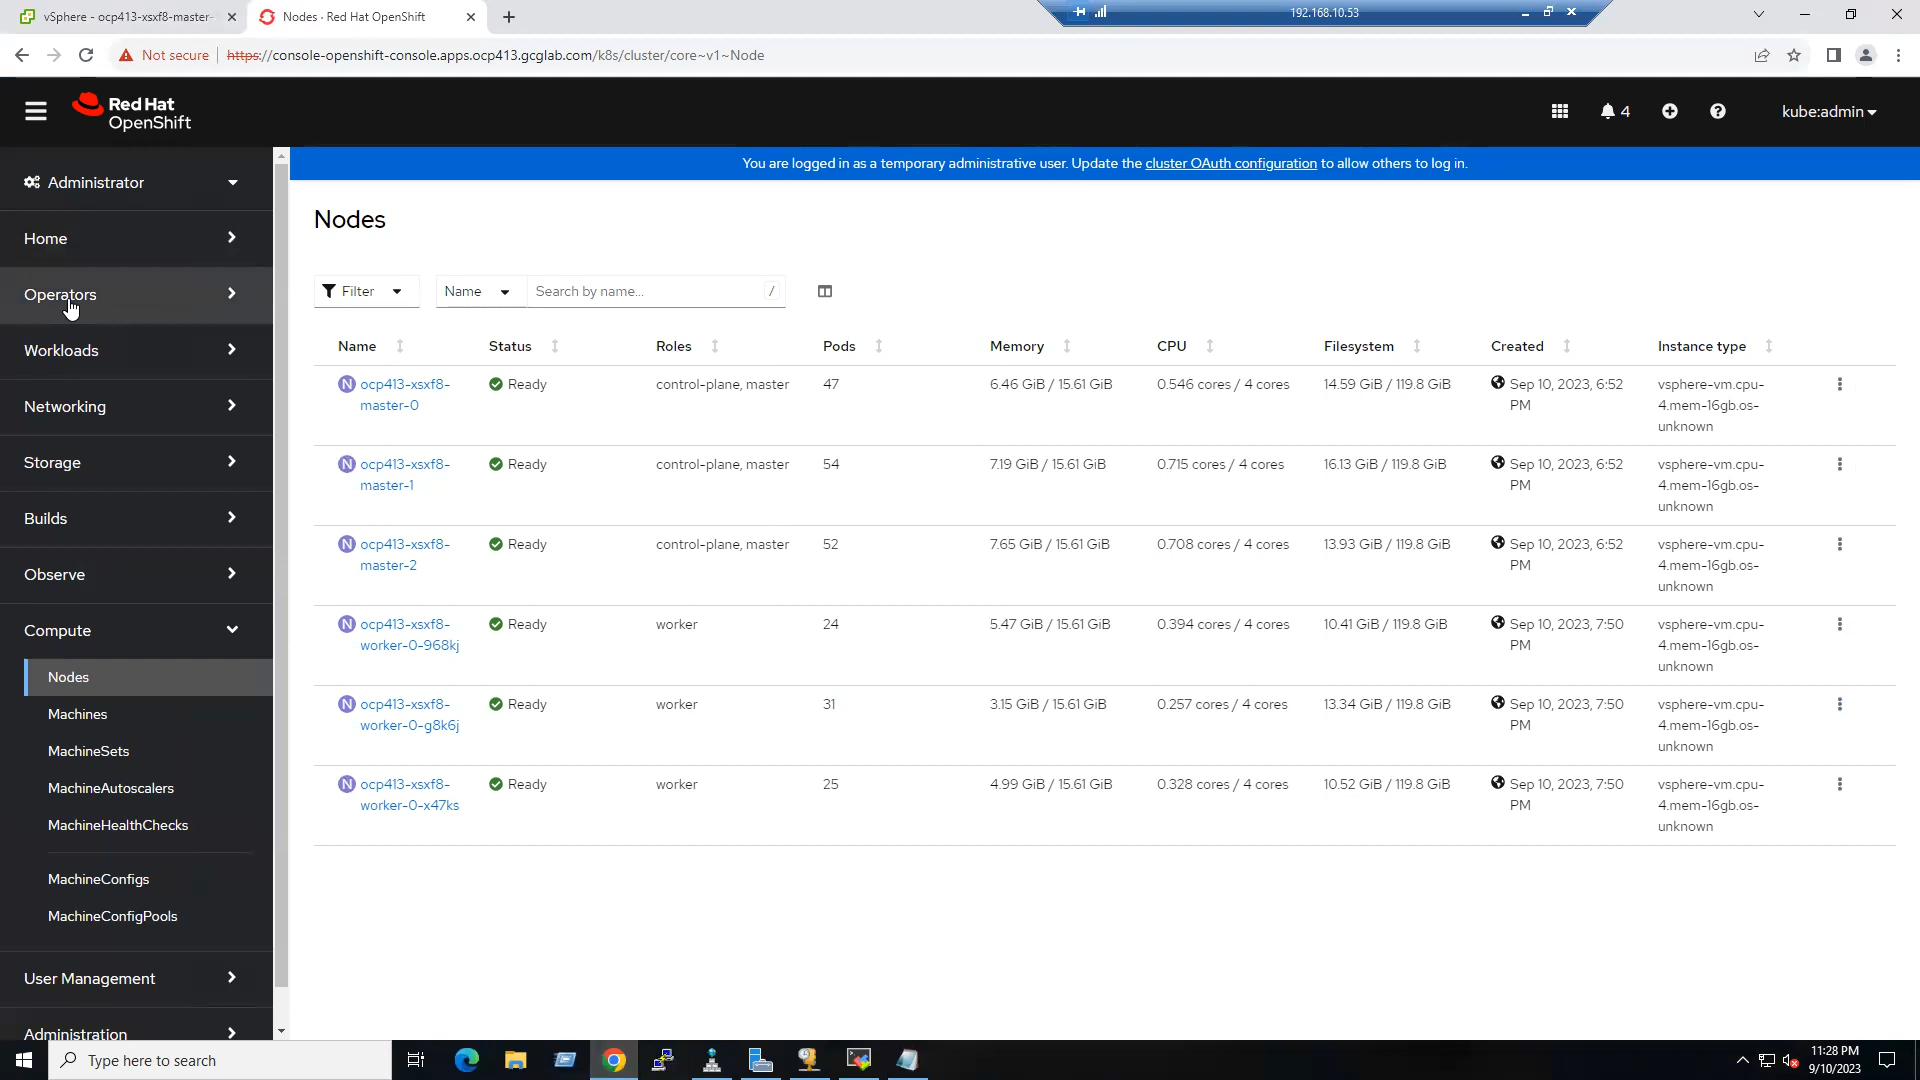 vSphere - ocp413-xsxf8-master-
Nodes · Red Hat OpenShift
192.168.10.53
Not secure
https://console-openshift-console.apps.ocp413.gcglab.com/k8s/cluster/core~v1~Node
Red Hat
OpenShift
4
kube:admin
Administrator
You are logged in as a temporary administrative user. Update the cluster OAuth configuration to allow others to log in.
Home
Operators
Workloads
Networking
Storage
Builds
Observe
Compute
Nodes
Machines
MachineSets
MachineAutoscalers
MachineHealthChecks
MachineConfigs
MachineConfigPools
User Management
Administration
Nodes
Filter
Name
Search by name...
/
Name Status Roles Pods Memory CPU Filesystem Created Instance type
N ocp413-xsxf8- Ready control-plane, master 47 6.46 GiB / 15.61 GiB 0.546 cores / 4 cores 14.59 GiB / 119.8 GiB Sep 10, 2023, 6:52 vsphere-vm.cpu-
master-0 PM 4.mem-16gb.os-
unknown
N ocp413-xsxf8- Ready control-plane, master 54 7.19 GiB / 15.61 GiB 0.715 cores / 4 cores 16.13 GiB / 119.8 GiB Sep 10, 2023, 6:52 vsphere-vm.cpu-
master-1 PM 4.mem-16gb.os-
unknown
N ocp413-xsxf8- Ready control-plane, master 52 7.65 GiB / 15.61 GiB 0.708 cores / 4 cores 13.93 GiB / 119.8 GiB Sep 10, 2023, 6:52 vsphere-vm.cpu-
master-2 PM 4.mem-16gb.os-
unknown
N ocp413-xsxf8- Ready worker 24 5.47 GiB / 15.61 GiB 0.394 cores / 4 cores 10.41 GiB / 119.8 GiB Sep 10, 2023, 7:50 vsphere-vm.cpu-
worker-0-968kj PM 4.mem-16gb.os-
unknown
N ocp413-xsxf8- Ready worker 31 3.15 GiB / 15.61 GiB 0.257 cores / 4 cores 13.34 GiB / 119.8 GiB Sep 10, 2023, 7:50 vsphere-vm.cpu-
worker-0-g8k6j PM 4.mem-16gb.os-
unknown
N ocp413-xsxf8- Ready worker 25 4.99 GiB / 15.61 GiB 0.328 cores / 4 cores 10.52 GiB / 119.8 GiB Sep 10, 2023, 7:50 vsphere-vm.cpu-
worker-0-x47ks PM 4.mem-16gb.os-
unknown
Type here to search
11:28 PM
9/10/2023